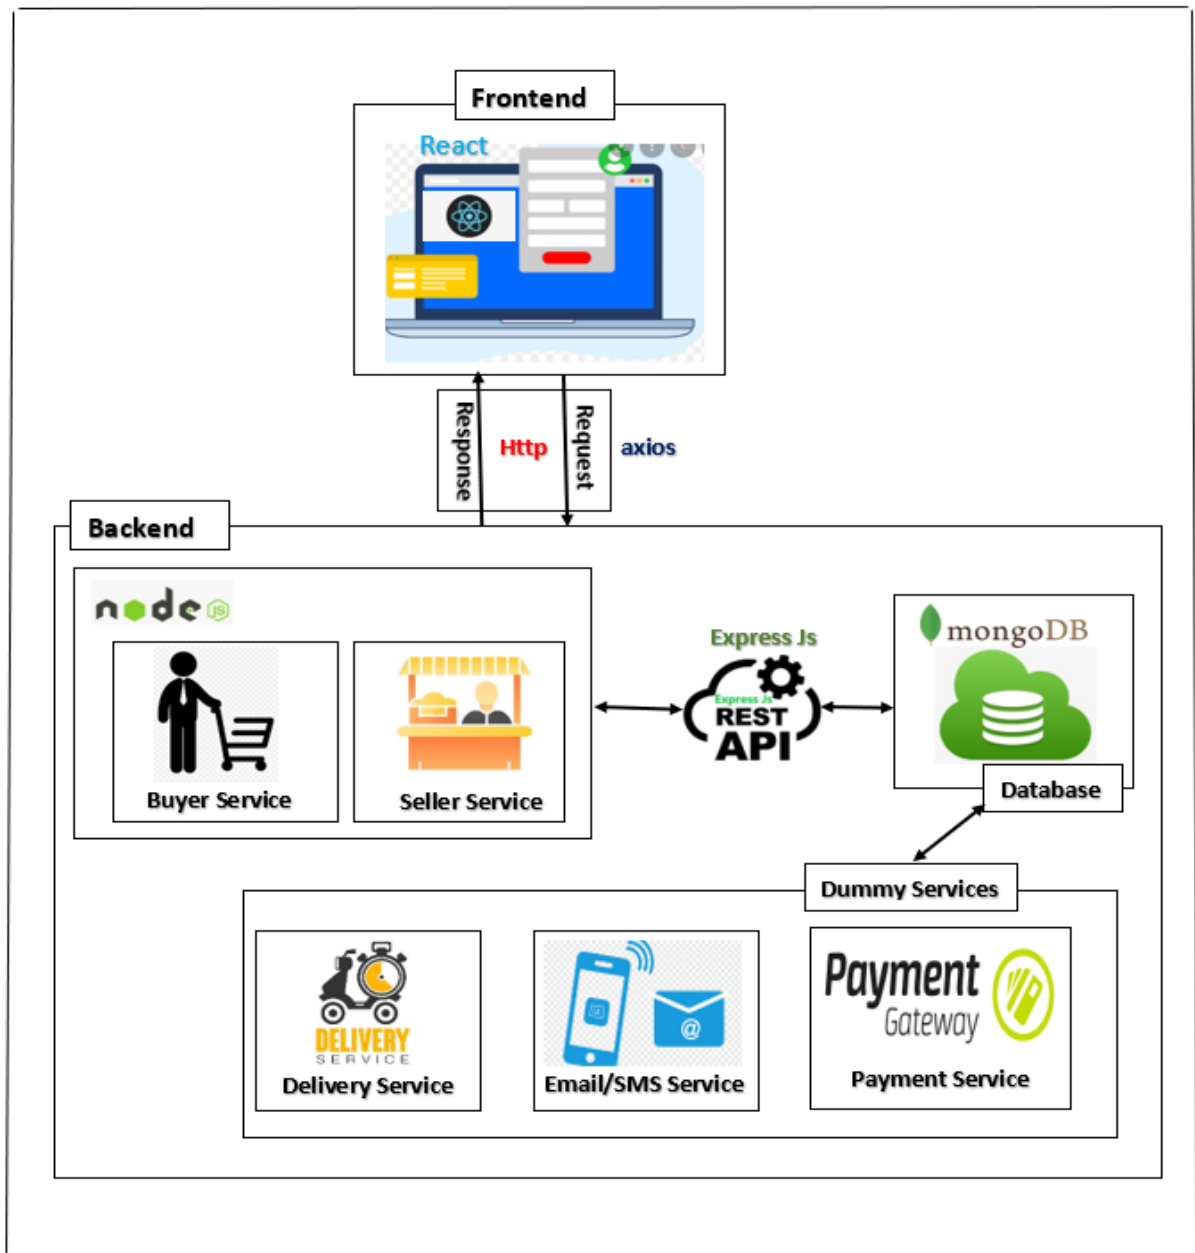 Frontend
React
Response
Http
Request
axios
Backend
node
JS
Buyer Service
Seller Service
Express Js
Express Js
REST
API
mongoDB
Database
Dummy Services
DELIVERY
SERVICE
Delivery Service
@
Email/SMS Service
Payment
Gateway
Payment Service